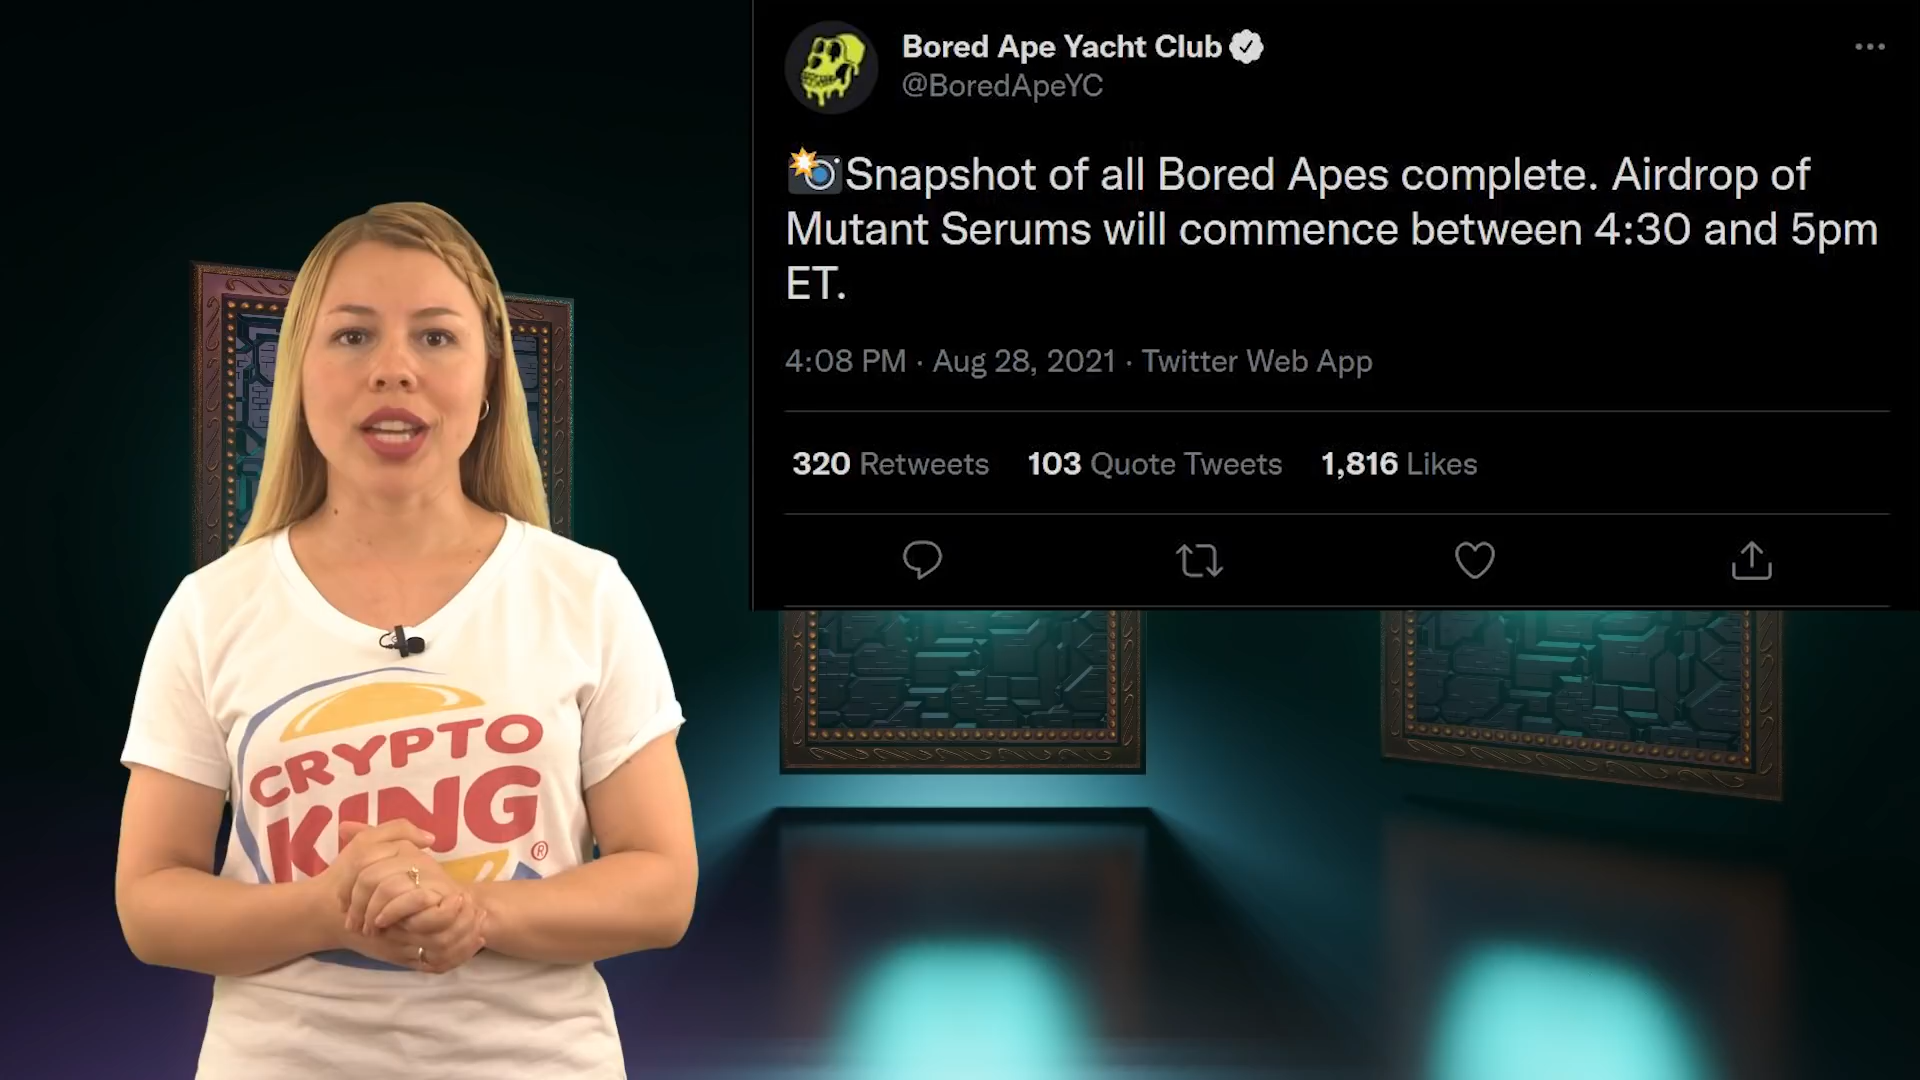 Bored Ape Yacht Club
@BoredApeYC
📸Snapshot of all Bored Apes complete. Airdrop of
Mutant Serums will commence between 4:30 and 5pm
ET.
4:08 PM · Aug 28, 2021 · Twitter Web App
320 Retweets 103 Quote Tweets 1,816 Likes
CRYPTO
KING
®